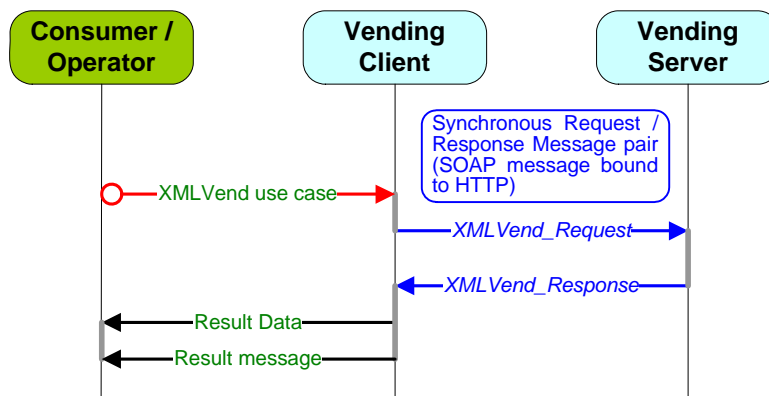 Consumer /
Operator
Vending
Client
Vending
Server
Synchronous Request /
Response Message pair
(SOAP message bound
to HTTP)
XMLVend use case
XMLVend_Request
XMLVend_Response
Result Data
Result message